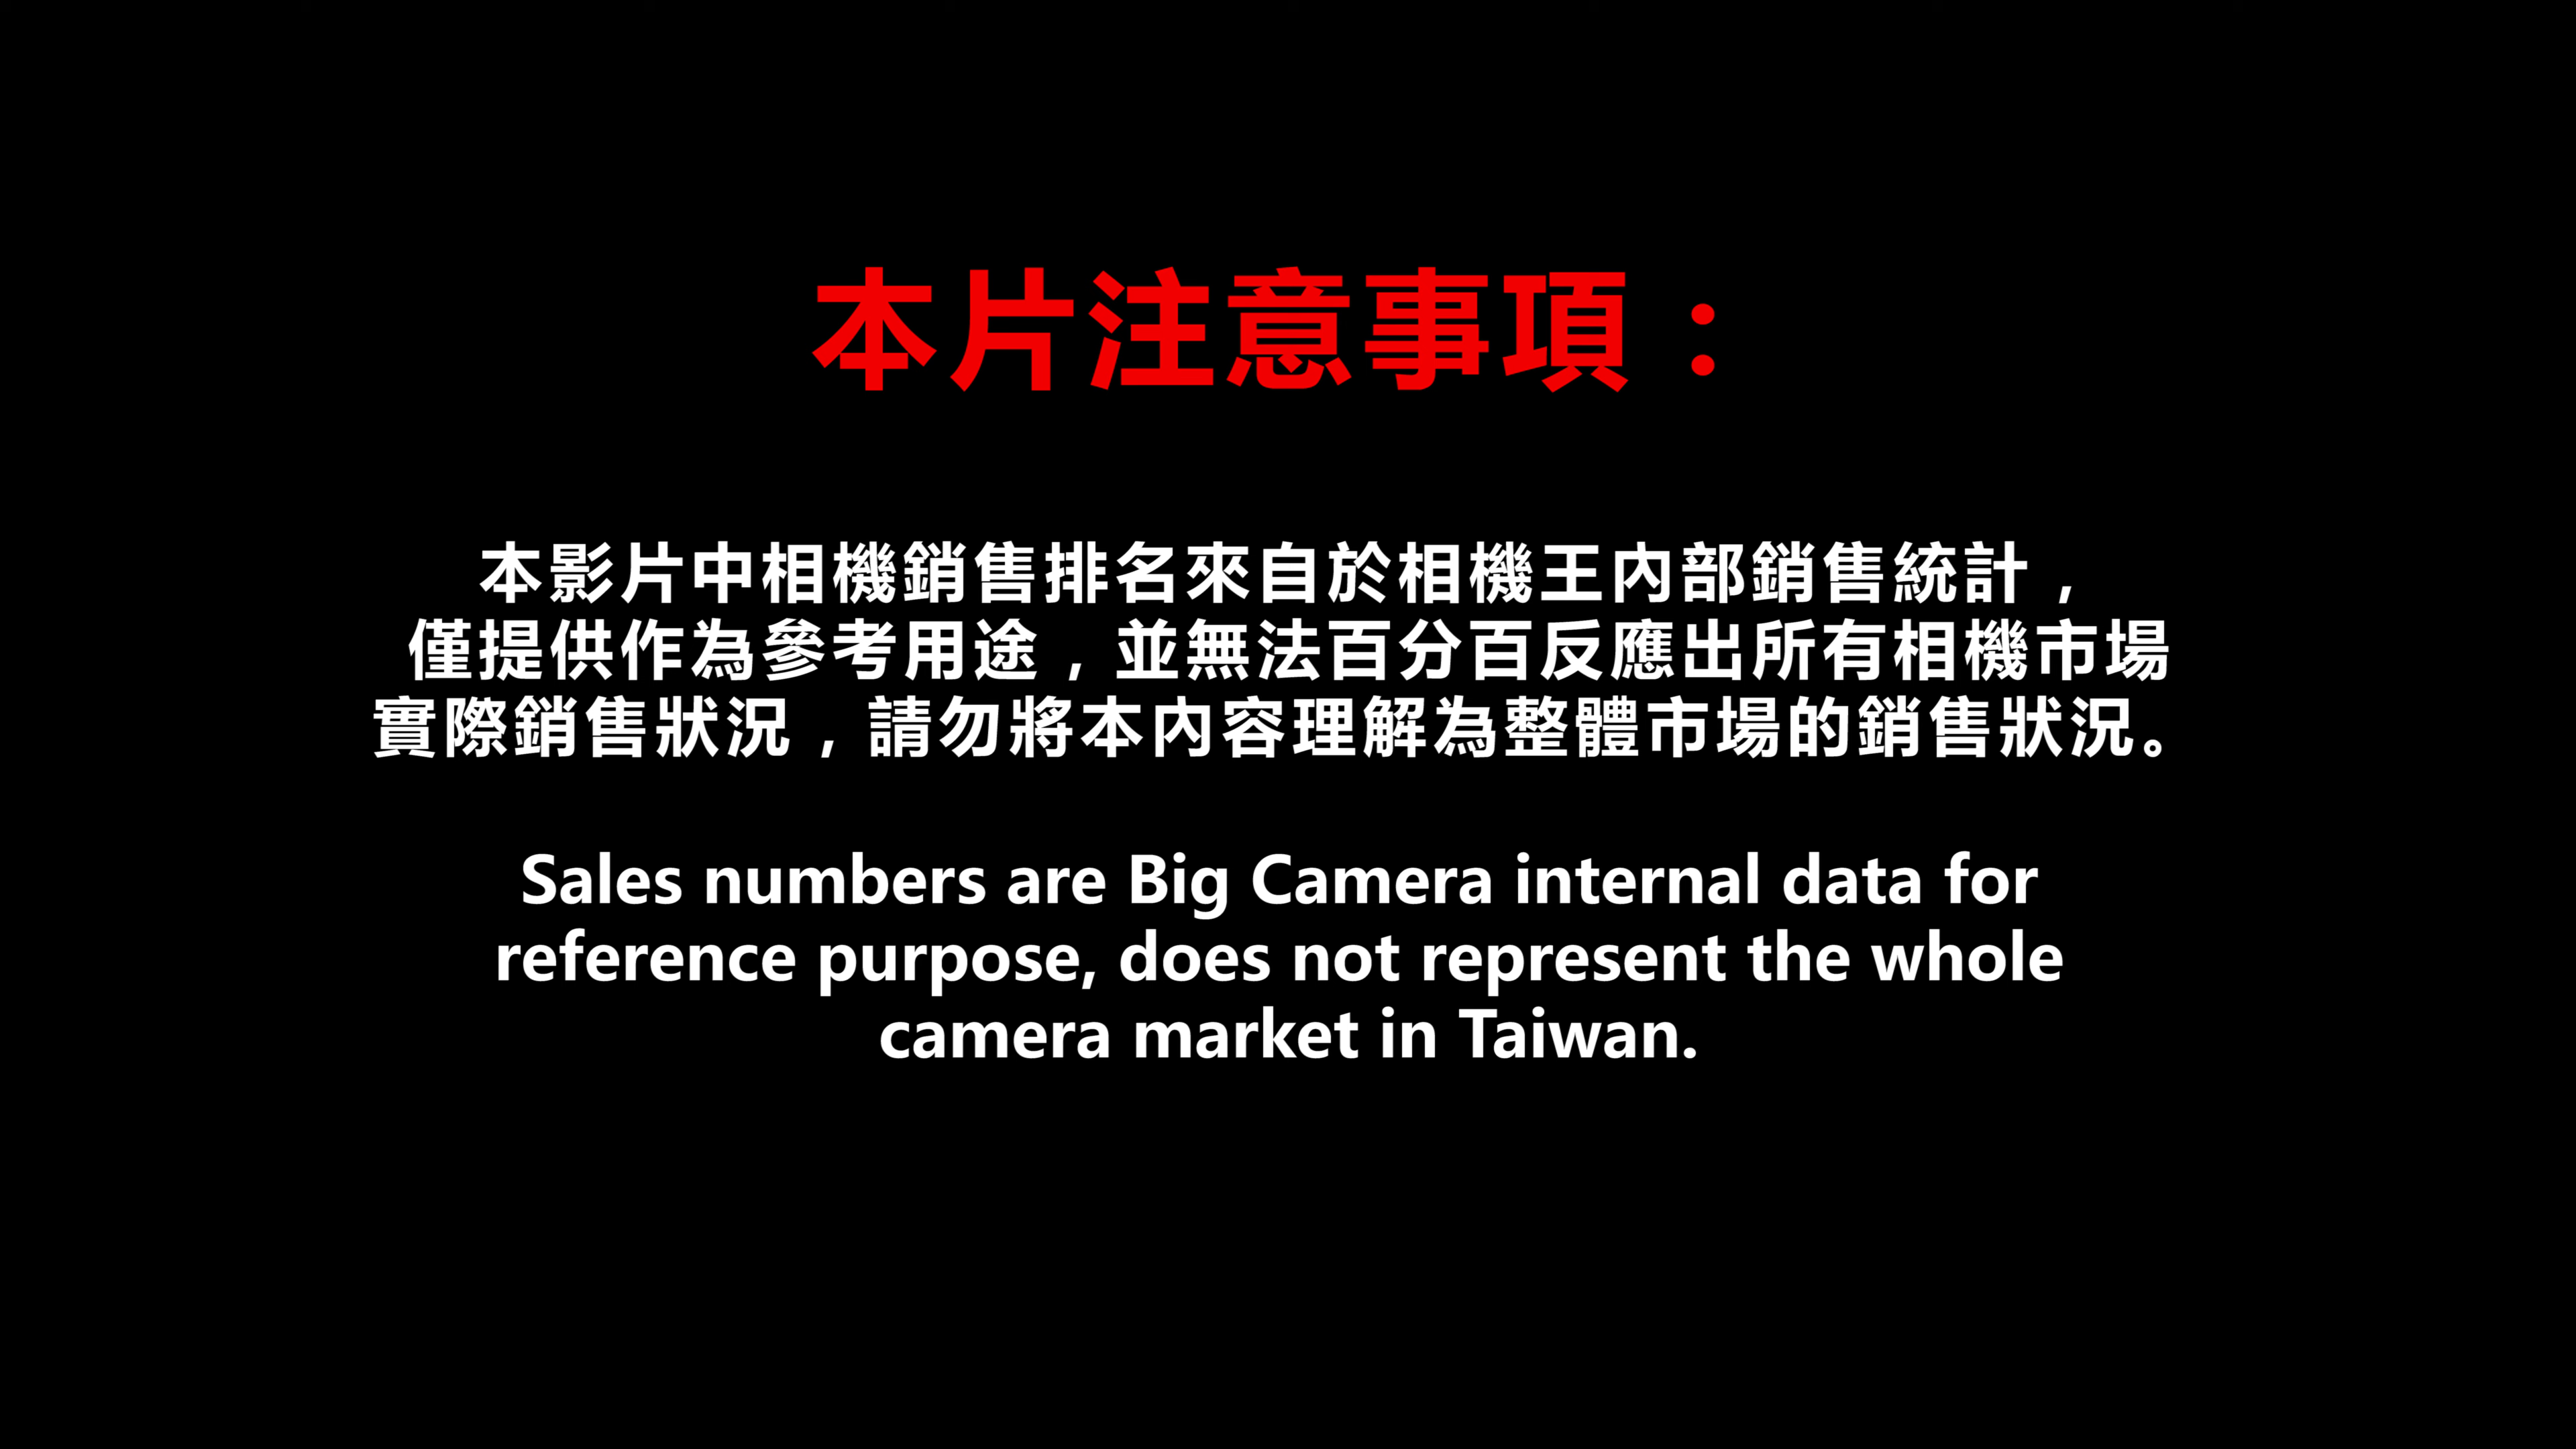 本片注意事項：
本影片中相機銷售排名來自於相機王內部銷售統計，
僅提供作為參考用途，並無法百分百反應出所有相機市場
實際銷售狀況，請勿將本內容理解為整體市場的銷售狀況。
Sales numbers are Big Camera internal data for
reference purpose, does not represent the whole
camera market in Taiwan.